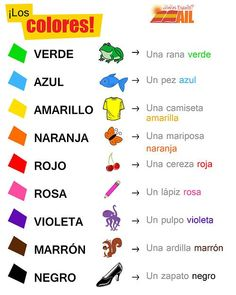 ¡Los
colores!
AIL
VERDE → Una rana verde
AZUL → Un pez azul
AMARILLO → Una camiseta
amarilla
NARANJA → Una mariposa
naranja
ROJO → Una cereza roja
ROSA → Un lápiz rosa
VIOLETA → Un pulpo violeta
MARRÓN → Una ardilla marrón
NEGRO → Un zapato negro